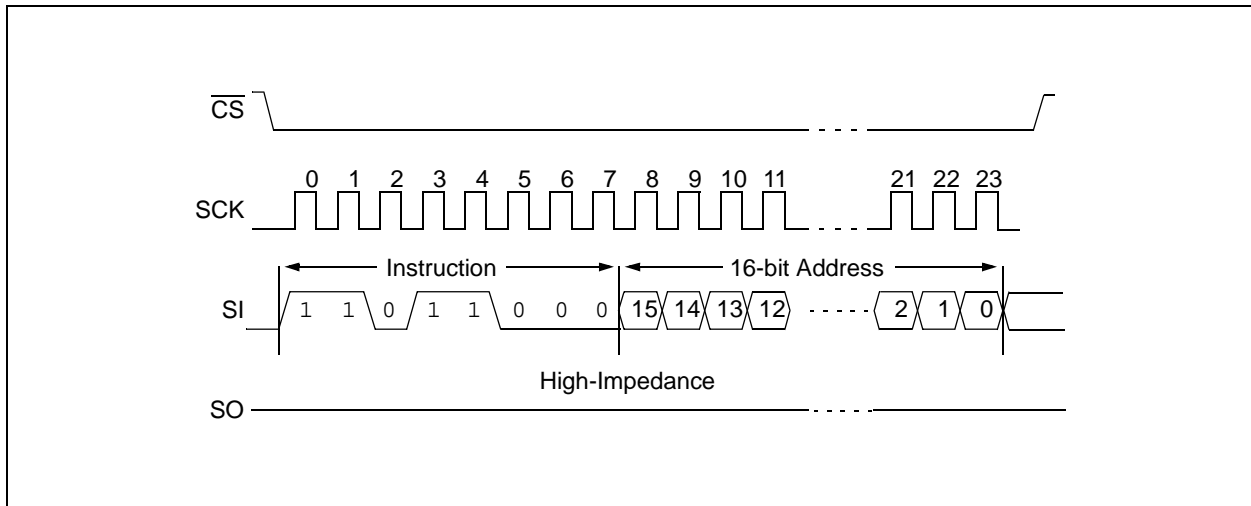 CS
0 1 2 3 4 5 6 7 8 9 10 11 21 22 23
SCK
Instruction 16-bit Address
SI 1 1 0 1 1 0 0 0 15 14 13 12 2 1 0
High-Impedance
SO